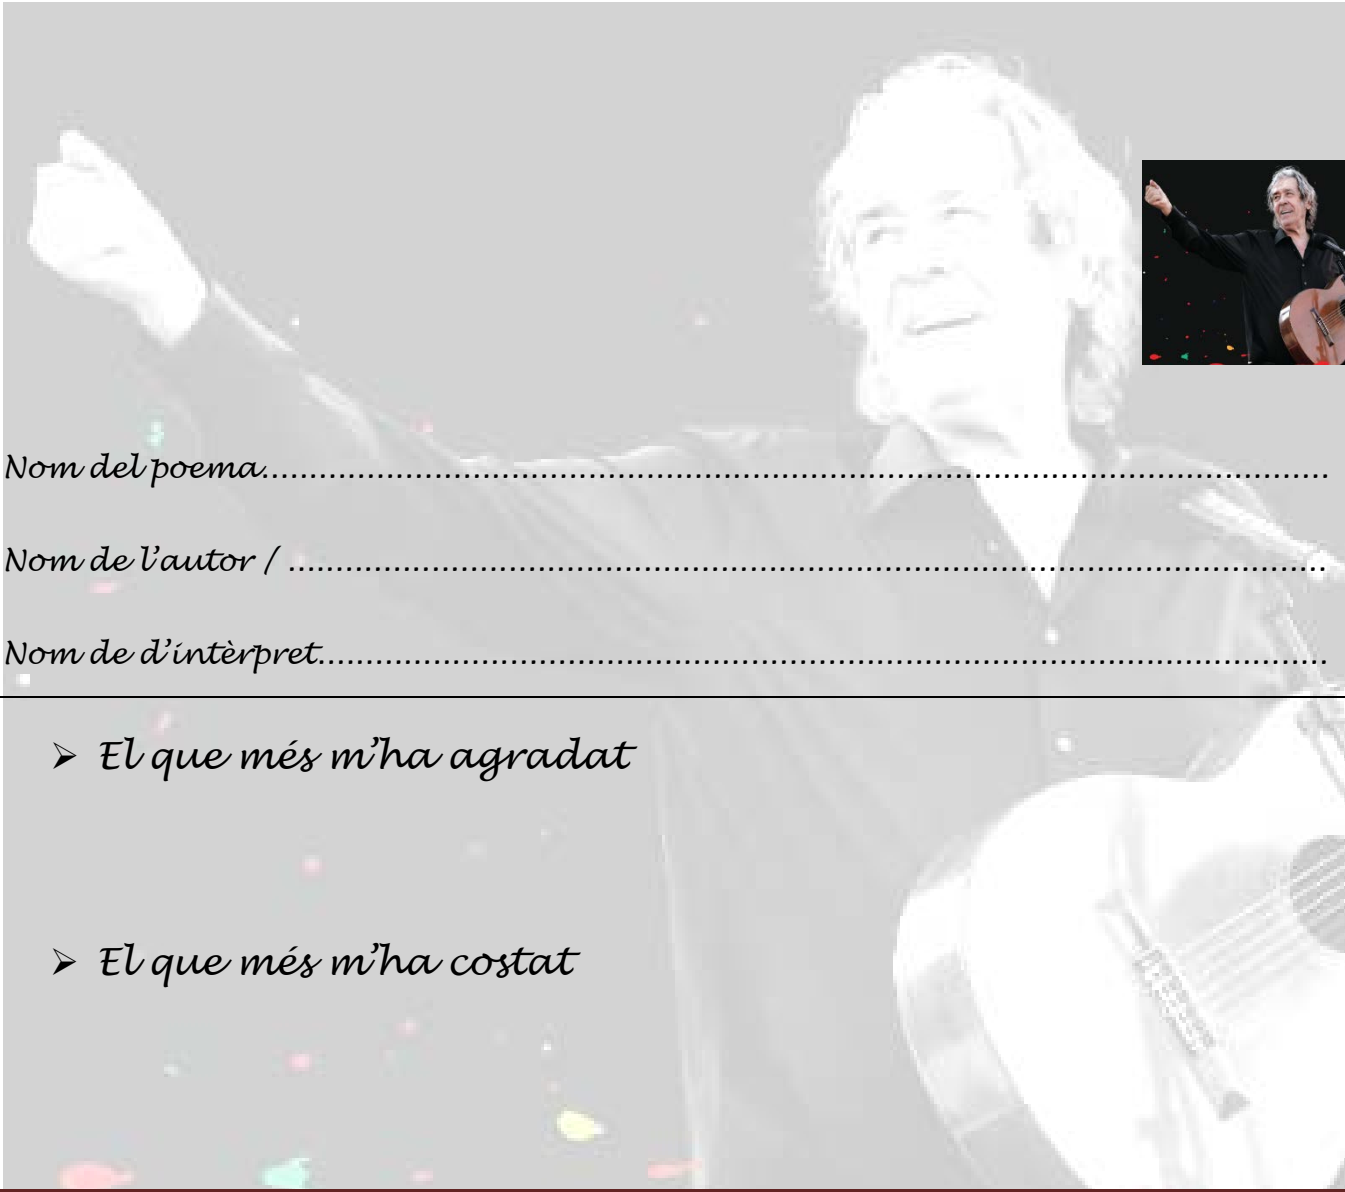 Nom del poema..............................................................................................................
Nom de l'autor / ...........................................................................................................
Nom de d'intèrpret........................................................................................................
➢ El que més m'ha agradat
➢ El que més m'ha costat